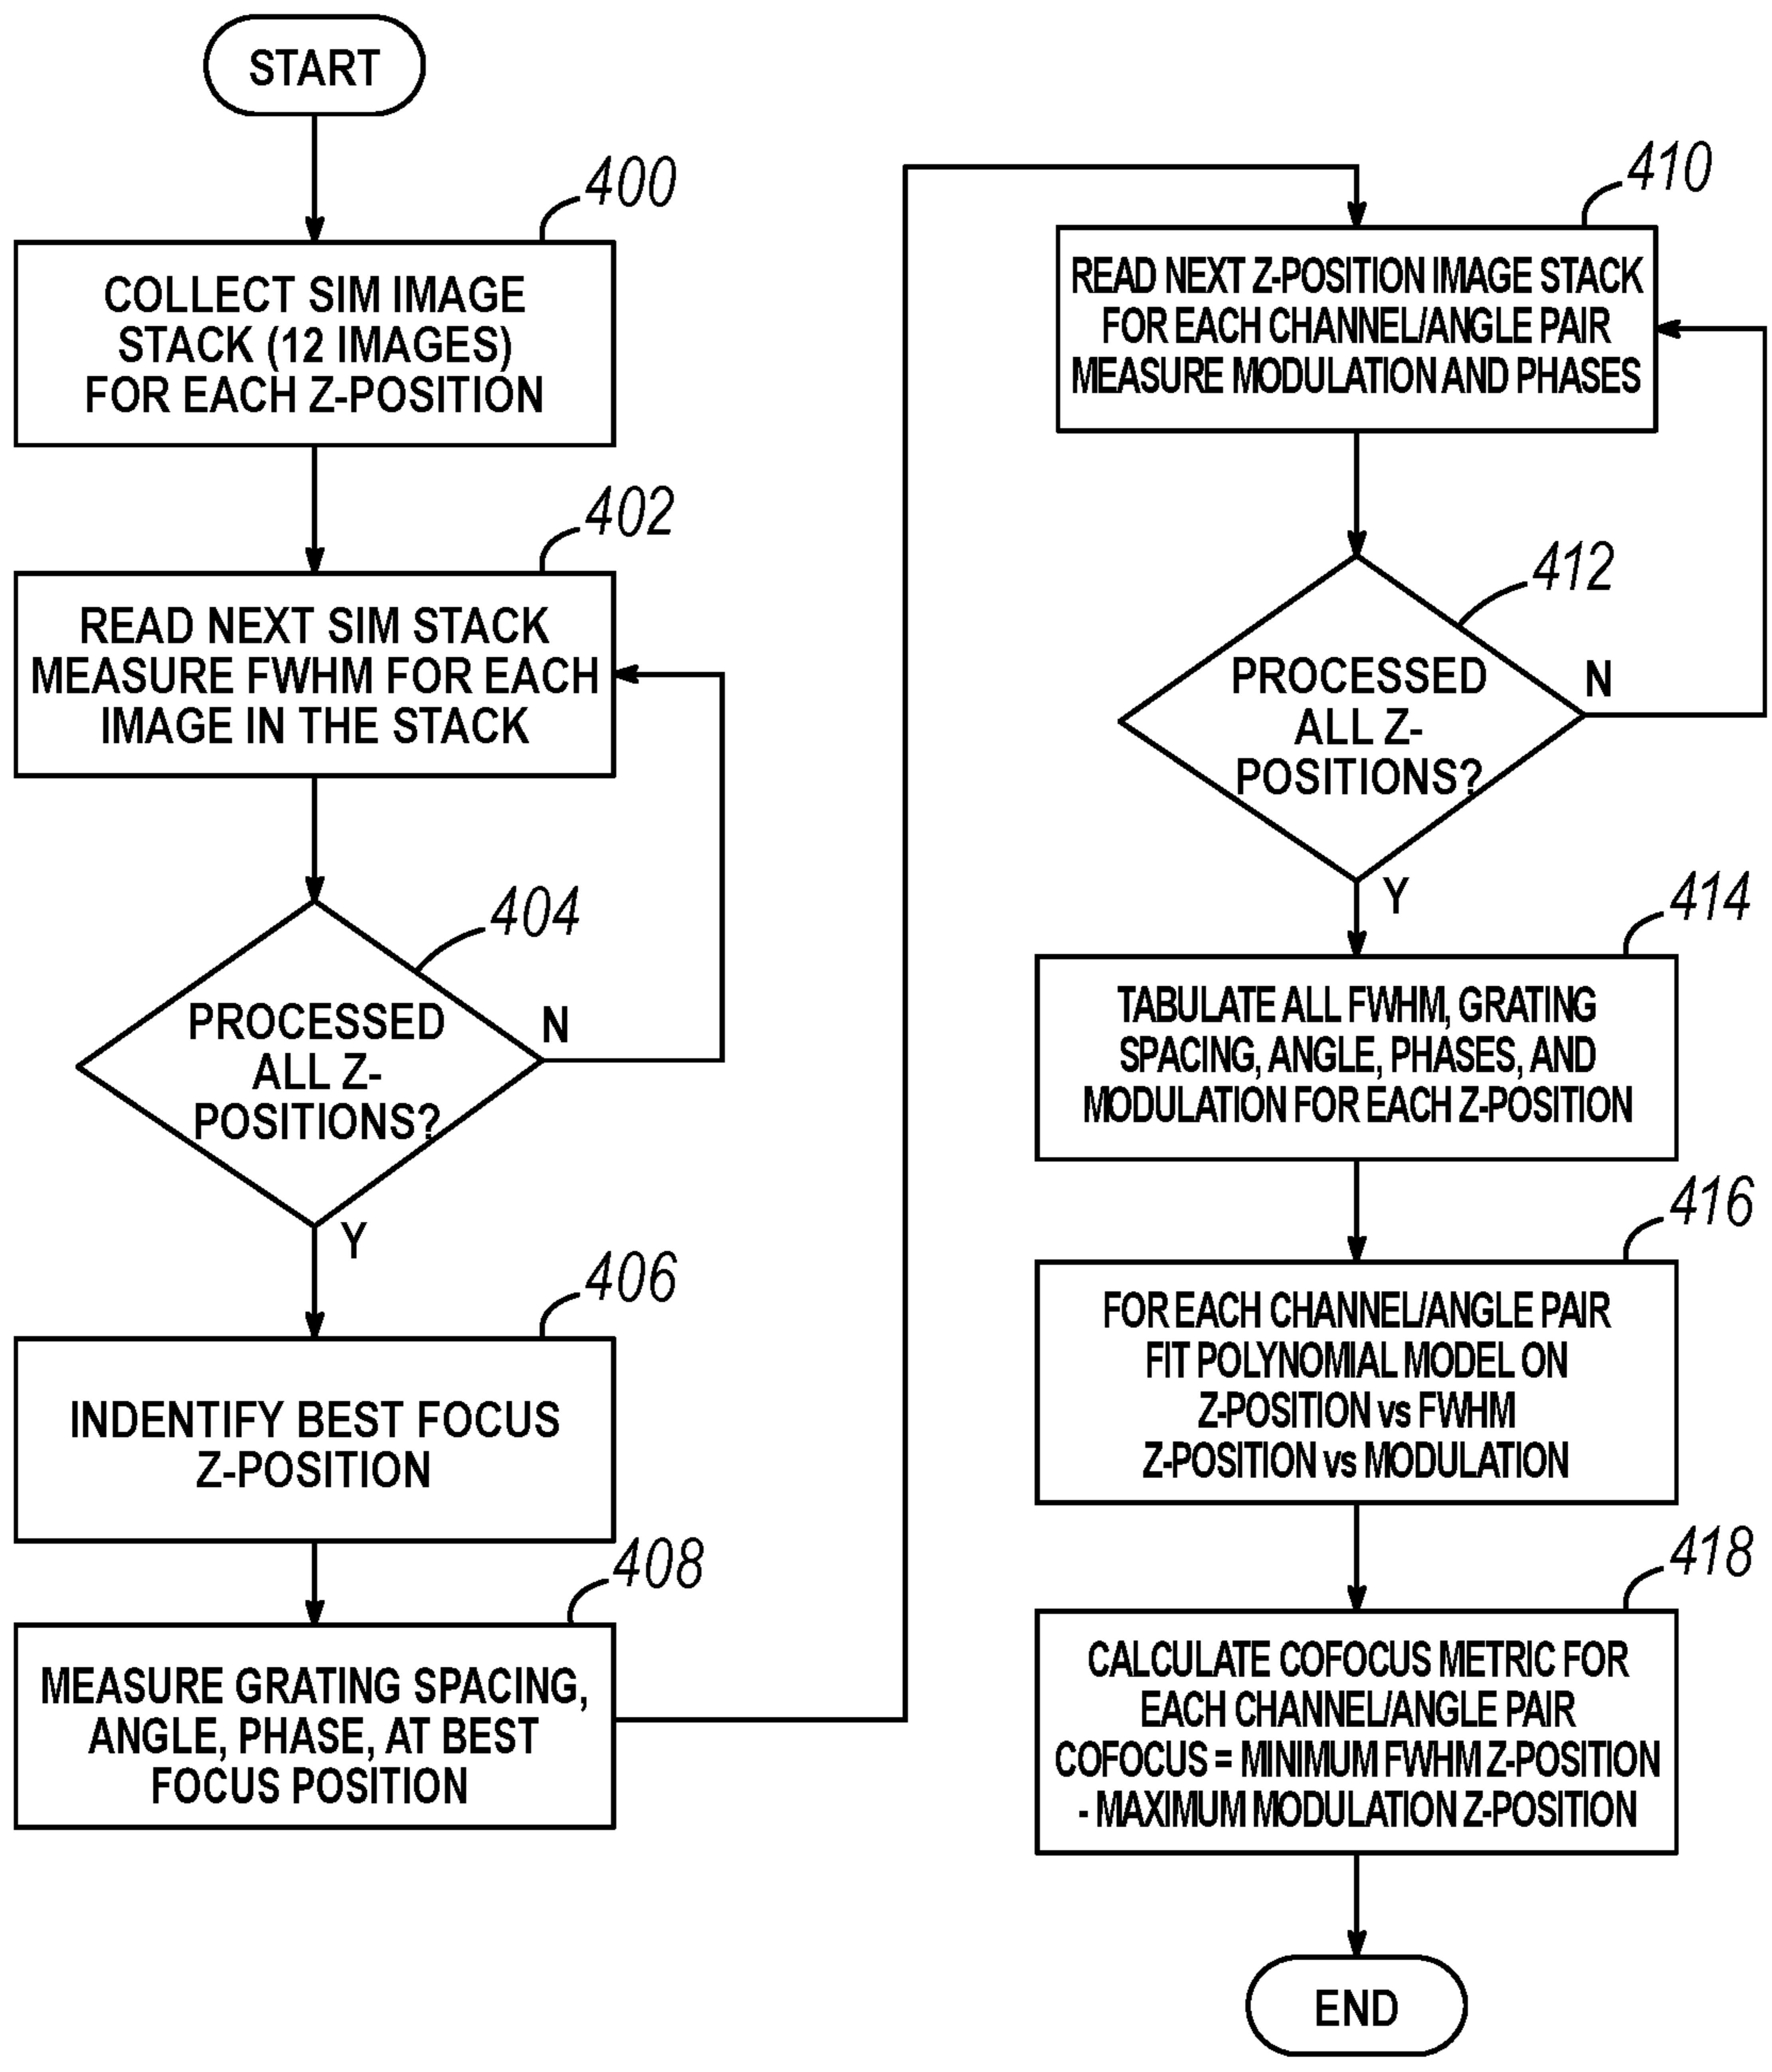 START
400
COLLECT SIM IMAGE
STACK (12 IMAGES)
FOR EACH Z-POSITION
402
READ NEXT SIM STACK
MEASURE FWHM FOR EACH
IMAGE IN THE STACK
404
PROCESSED
ALL Z-
POSITIONS?
N
Y
406
INDENTIFY BEST FOCUS
Z-POSITION
408
MEASURE GRATING SPACING,
ANGLE, PHASE, AT BEST
FOCUS POSITION
410
READ NEXT Z-POSITION IMAGE STACK
FOR EACH CHANNEL/ANGLE PAIR
MEASURE MODULATION AND PHASES
412
PROCESSED
ALL Z-
POSITIONS?
N
Y
414
TABULATE ALL FWHM, GRATING
SPACING, ANGLE, PHASES, AND
MODULATION FOR EACH Z-POSITION
416
FOR EACH CHANNEL/ANGLE PAIR
FIT POLYNOMIAL MODEL ON
Z-POSITION vs FWHM
Z-POSITION vs MODULATION
418
CALCULATE COFOCUS METRIC FOR
EACH CHANNEL/ANGLE PAIR
COFOCUS = MINIMUM FWHM Z-POSITION
- MAXIMUM MODULATION Z-POSITION
END